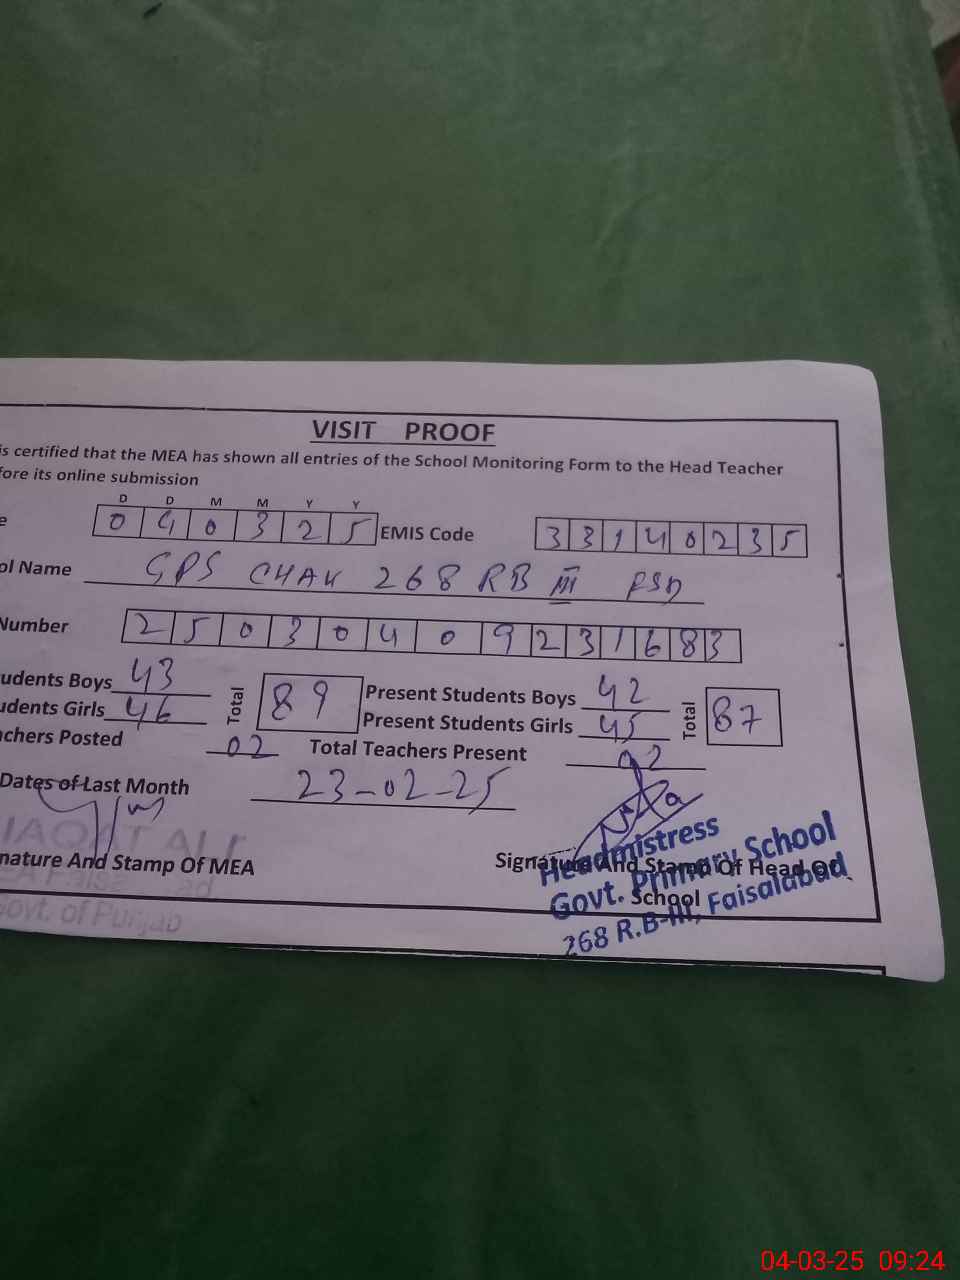 VISIT PROOF
is certified that the MEA has shown all entries of the School Monitoring Form to the Head Teacher
fore its online submission
D D M M Y Y
e 0 4 0 3 2 5 EMIS Code 3 3 1 4 0 2 3 5
ol Name GPS CHAK 268 RB III FSD
Number 2 5 0 3 0 4 0 9 2 3 1 6 8 3
udents Boys 43 Total 89 Present Students Boys 42 Total 87
udents Girls 46 Present Students Girls 45
achers Posted 02 Total Teachers Present 02
Dates of Last Month 23-02-25
IAQAT ALI
nature And Stamp Of MEA
Govt. of Punjab
Signature And Stamp Of Head Of
School
Headmistress
Govt. Primary School
268 R.B-III, Faisalabad
04-03-25 09:24